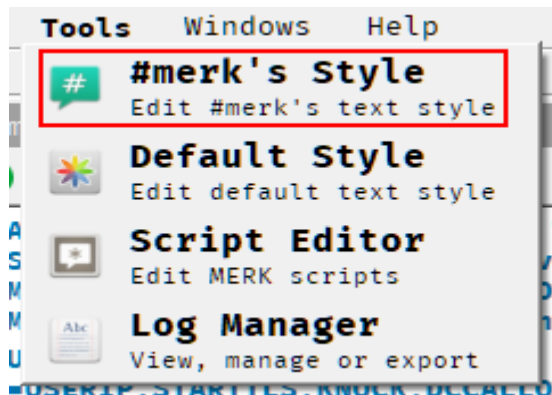 Tools Windows Help
#merk's Style
Edit #merk's text style
Default Style
Edit default text style
Script Editor
Edit MERK scripts
Abc
Log Manager
View, manage or export